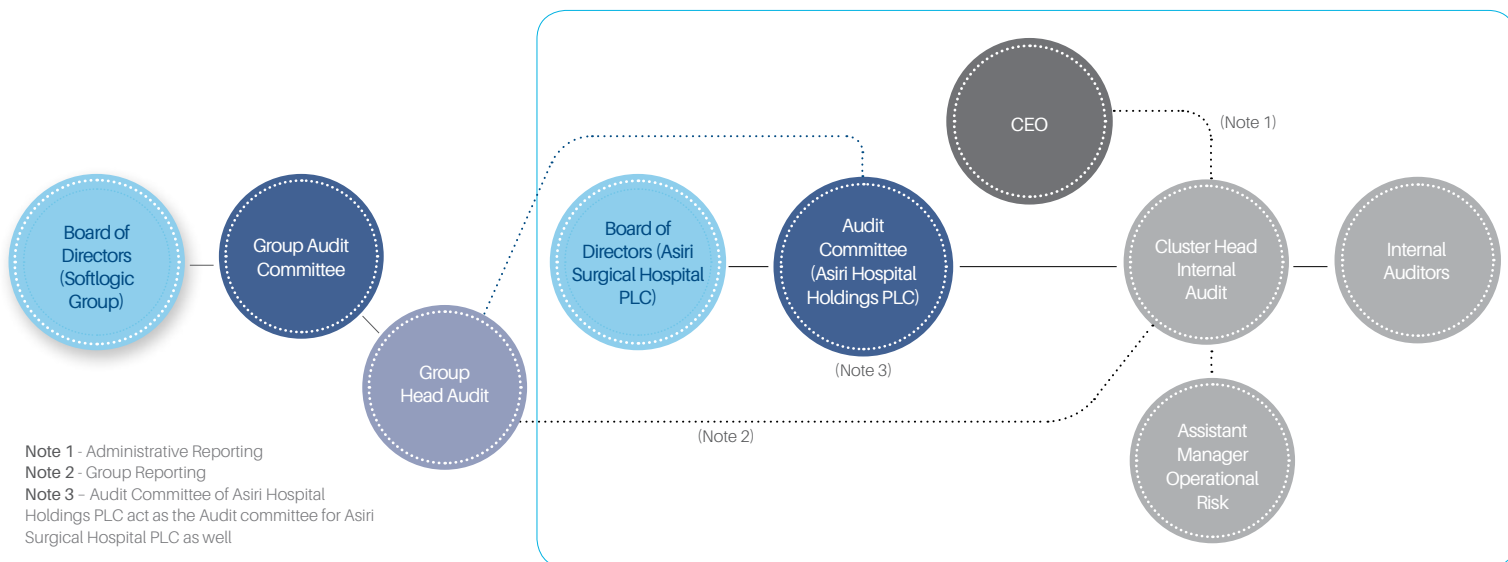 Board of
Directors
(Softlogic
Group)
Group Audit
Committee
Group
Head Audit
Board of
Directors (Asiri
Surgical Hospital
PLC)
Audit
Committee
(Asiri Hospital
Holdings PLC)
(Note 3)
CEO
(Note 1)
Cluster Head
Internal
Audit
Internal
Auditors
(Note 2)
Assistant
Manager
Operational
Risk
Note 1 - Administrative Reporting
Note 2 - Group Reporting
Note 3 – Audit Committee of Asiri Hospital
Holdings PLC act as the Audit committee for Asiri
Surgical Hospital PLC as well